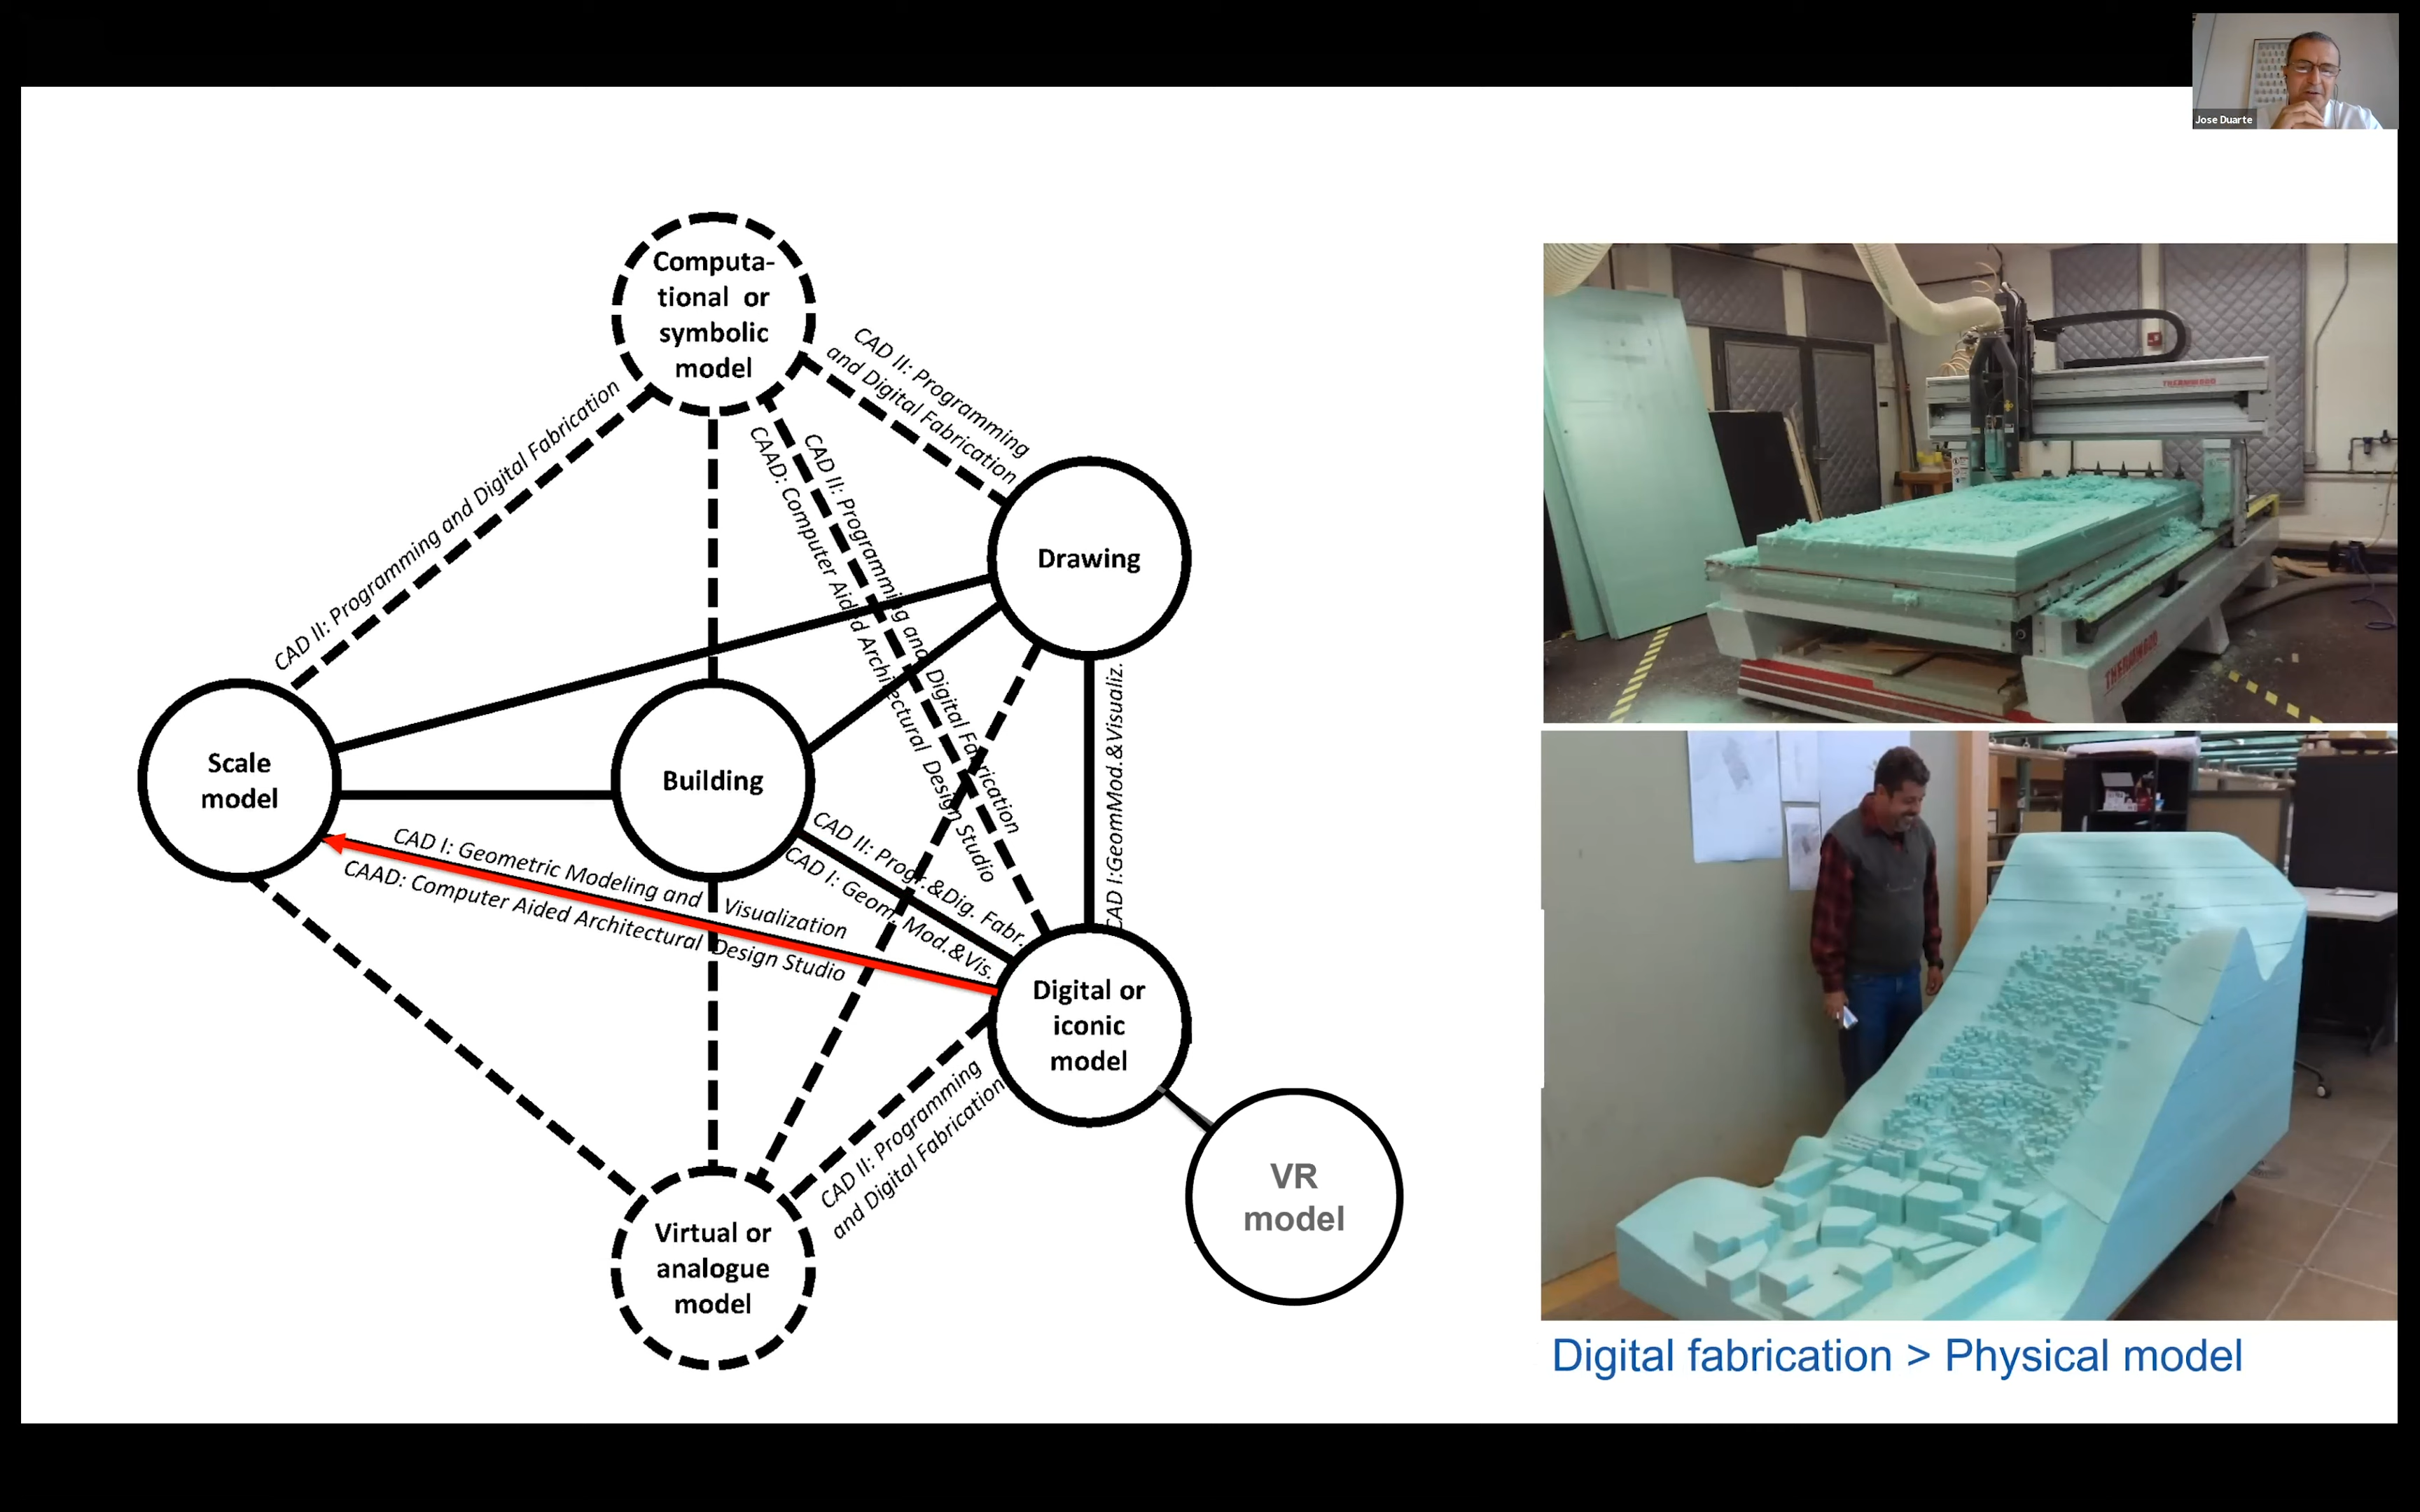 Jose Duarte
Computa-
tional or
symbolic
model
CAD II: Programming
and Digital Fabrication
CAD II: Programming and Digital Fabrication
CAD II: Programming and Digital Fabrication
CAAD: Computer Aided Architectural Design Studio
Drawing
CAD I:GeomMod.&Visualiz.
Scale
model
Building
CAD II: Progr.&Dig. Fabr.
CAD I: Geom. Mod.&Vis.
CAD I: Geometric Modeling and Visualization
CAAD: Computer Aided Architectural Design Studio
Digital or
iconic
model
CAD II: Programming
and Digital Fabrication
VR
model
Virtual or
analogue
model
THERMWOOD
THERMWOOD
Digital fabrication > Physical model